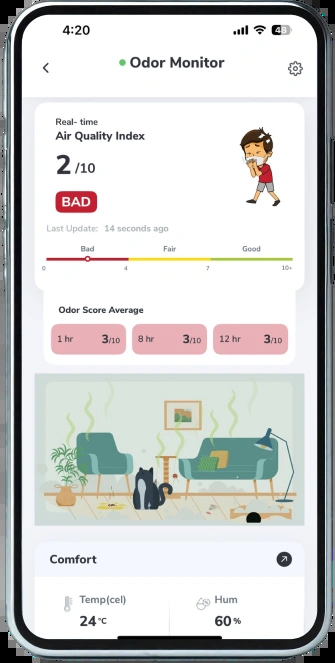 4:20
48
Odor Monitor
Real- time
Air Quality Index
2 /10
BAD
Last Update: 14 seconds ago
Bad Fair Good
0 4 7 10+
Odor Score Average
1 hr 3/10 8 hr 3/10 12 hr 3/10
Comfort
Temp(cel) Hum
24 °C 60 %